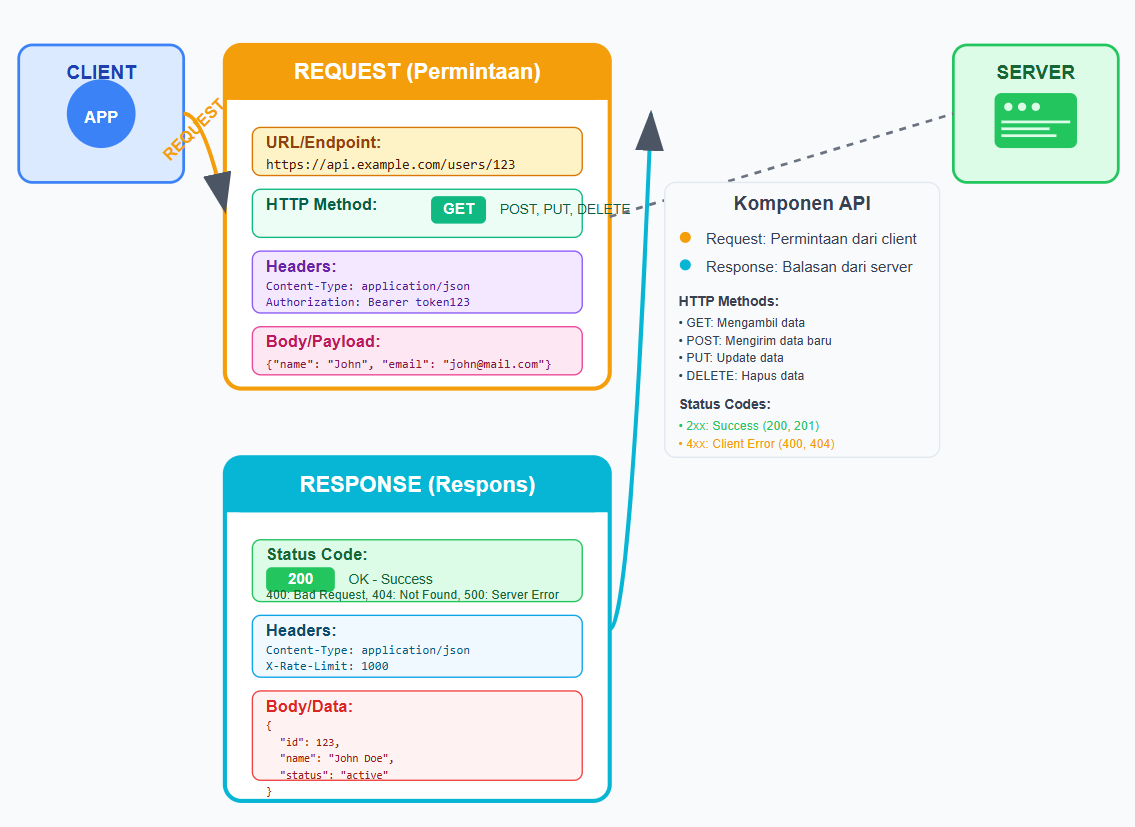 CLIENT
APP
REQUEST
REQUEST (Permintaan)
URL/Endpoint:
https://api.example.com/users/123
HTTP Method:
GET
POST, PUT, DELETE
Headers:
Content-Type: application/json
Authorization: Bearer token123
Body/Payload:
{"name": "John", "email": "john@mail.com"}
SERVER
Komponen API
Request: Permintaan dari client
Response: Balasan dari server
HTTP Methods:
• GET: Mengambil data
• POST: Mengirim data baru
• PUT: Update data
• DELETE: Hapus data
Status Codes:
• 2xx: Success (200, 201)
• 4xx: Client Error (400, 404)
RESPONSE (Respons)
Status Code:
200
OK - Success
400: Bad Request, 404: Not Found, 500: Server Error
Headers:
Content-Type: application/json
X-Rate-Limit: 1000
Body/Data:
{
"id": 123,
"name": "John Doe",
"status": "active"
}